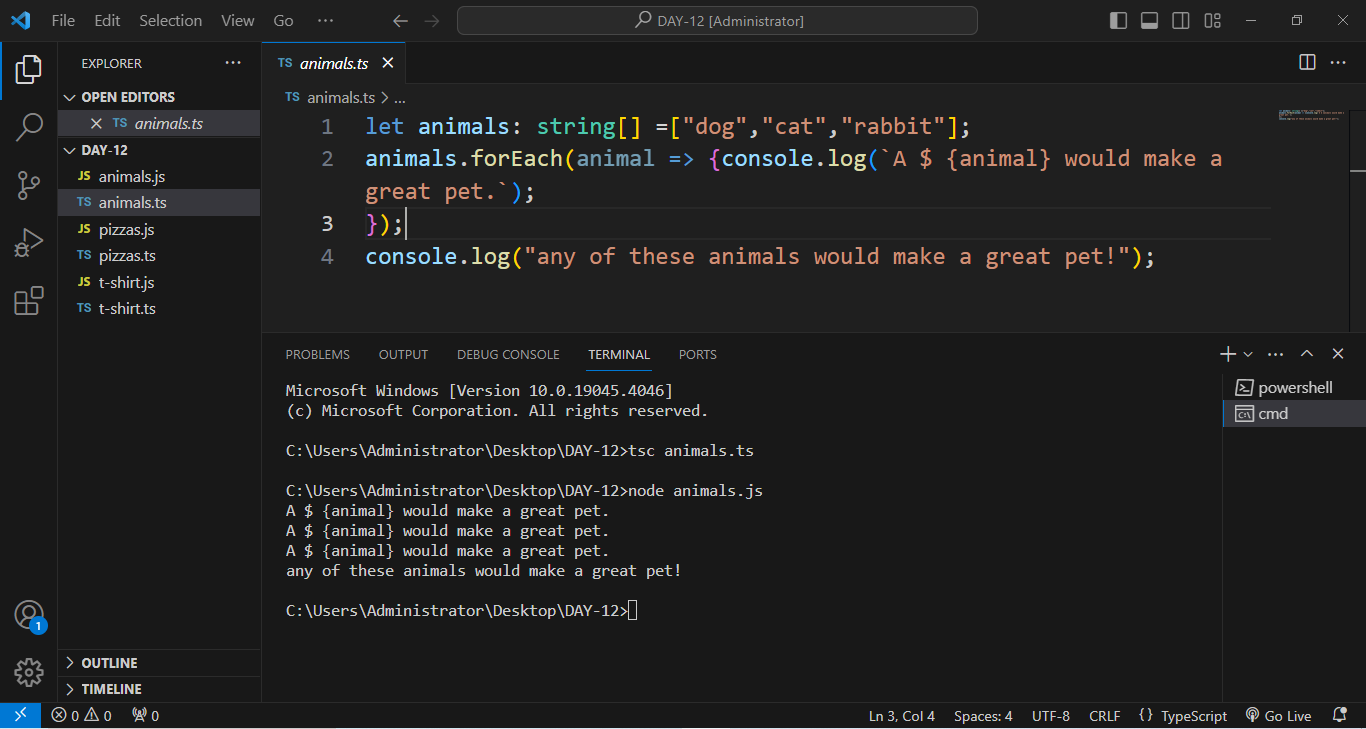 File Edit Selection View Go ··· DAY-12 [Administrator]
EXPLORER ···
OPEN EDITORS
TS animals.ts
DAY-12
JS animals.js
TS animals.ts
JS pizzas.js
TS pizzas.ts
JS t-shirt.js
TS t-shirt.ts
OUTLINE
TIMELINE
TS animals.ts
TS animals.ts > ...
1 let animals: string[] =["dog","cat","rabbit"];
2 animals.forEach(animal => {console.log(`A $ {animal} would make a
great pet.`);
3 });
4 console.log("any of these animals would make a great pet!");
PROBLEMS OUTPUT DEBUG CONSOLE TERMINAL PORTS
Microsoft Windows [Version 10.0.19045.4046]
(c) Microsoft Corporation. All rights reserved.
C:\Users\Administrator\Desktop\DAY-12>tsc animals.ts
C:\Users\Administrator\Desktop\DAY-12>node animals.js
A $ {animal} would make a great pet.
A $ {animal} would make a great pet.
A $ {animal} would make a great pet.
any of these animals would make a great pet!
C:\Users\Administrator\Desktop\DAY-12>
powershell
cmd
1
0 0 0 Ln 3, Col 4 Spaces: 4 UTF-8 CRLF {} TypeScript Go Live